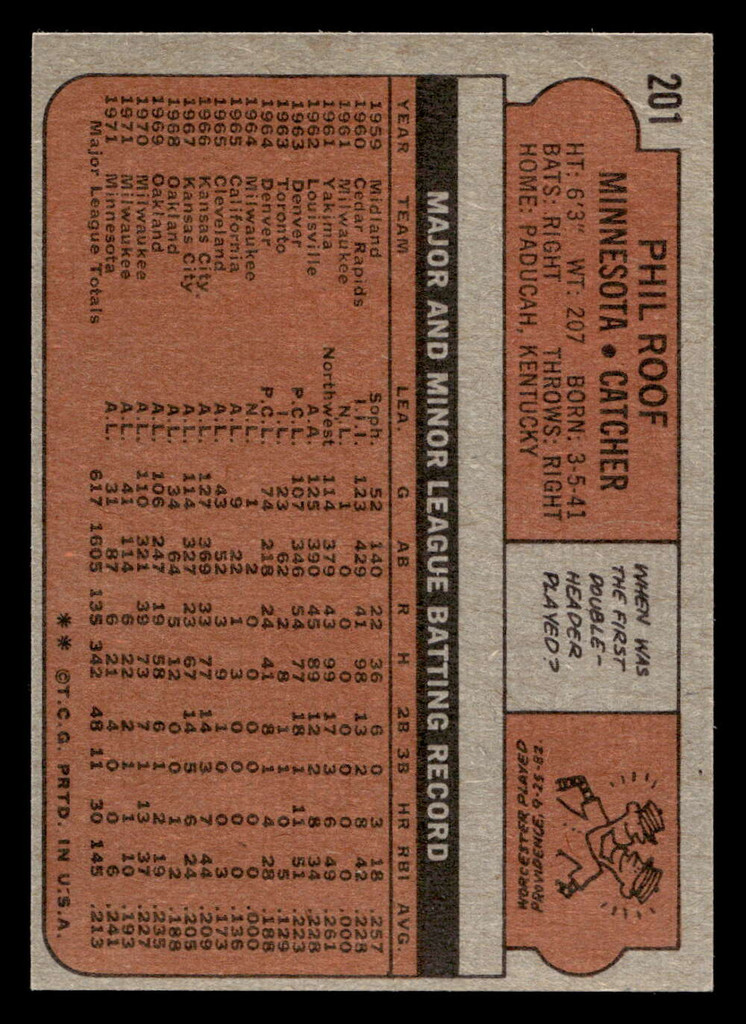 201
PHIL ROOF
MINNESOTA • CATCHER
HT: 6'3" WT: 207 BORN: 3-5-41
BATS: RIGHT THROWS: RIGHT
HOME: PADUCAH, KENTUCKY
WHEN WAS
THE FIRST
DOUBLE-
HEADER
PLAYED?
WORCESTER PLAYED
PROVIDENCE 9-25-82.
MAJOR AND MINOR LEAGUE BATTING RECORD
YEAR TEAM LEA. G AB R H 2B 3B HR RBI AVG.
1959 Midland Soph. 52 140 22 36 6 0 3 18 .257
1960 Cedar Rapids I.I.I. 123 429 41 98 13 2 8 42 .228
1961 Milwaukee N.L. 1 0 0 0 0 0 0 0 .000
1961 Yakima Northwest 114 379 43 99 17 3 6 49 .261
1962 Louisville A.A. 125 390 45 89 12 2 8 34 .228
1963 Denver P.C.L. 107 346 54 77 18 1 11 51 .223
1963 Toronto I.L. 23 62 2 8 1 1 0 5 .129
1964 Denver P.C.L. 74 218 24 41 8 1 4 28 .188
1964 Milwaukee N.L. 1 2 0 0 0 0 0 0 .000
1965 California A.L. 9 22 1 3 0 0 0 0 .136
1965 Cleveland A.L. 43 52 3 9 1 0 0 3 .173
1966 Kansas City A.L. 127 369 33 77 14 3 7 44 .209
1967 Kansas City A.L. 114 327 23 67 14 5 6 24 .205
1968 Oakland A.L. 34 64 5 12 0 0 1 2 .188
1969 Oakland A.L. 106 247 19 58 6 1 2 19 .235
1970 Milwaukee A.L. 110 321 39 73 7 1 13 37 .227
1971 Milwaukee A.L. 41 114 6 22 2 1 1 10 .193
1971 Minnesota A.L. 31 87 6 21 4 0 0 6 .241
Major League Totals 617 1605 135 342 48 11 30 145 .213
** ©T.C.G. PRTD. IN U.S.A.